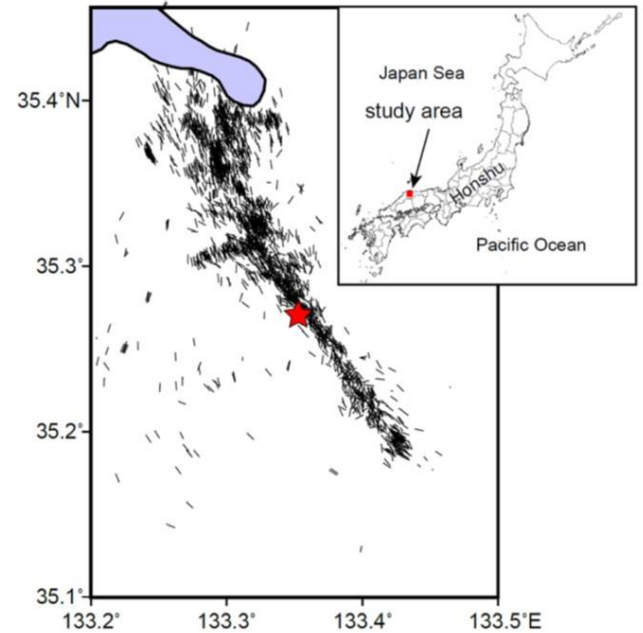 Japan Sea
study area
Honshu
Pacific Ocean
35.4˚N
35.3˚
35.2˚
35.1˚
133.2˚
133.3˚
133.4˚
133.5˚E